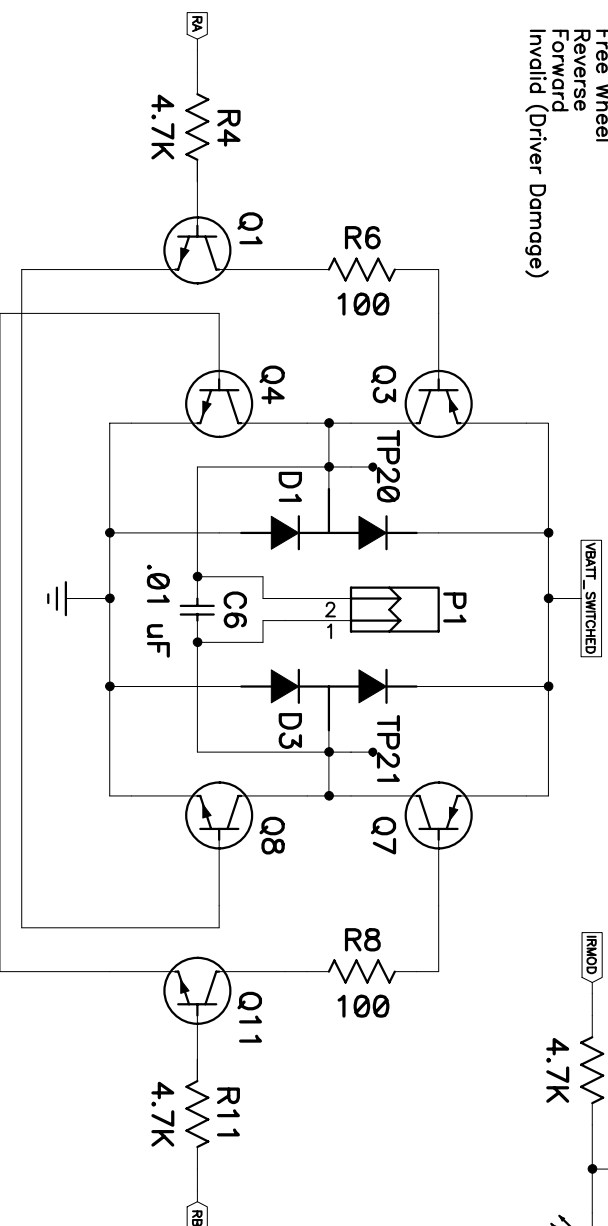 Free Wheel
Reverse
Forward
Invalid (Driver Damage)
RA
R4
4.7K
Q1
R6
100
Q4
Q3
TP20
D1
VBATT_SWITCHED
P1
2
1
C6
.01 uF
D3
TP21
Q8
Q7
R8
100
Q11
R11
4.7K
RB
IRMOD
4.7K